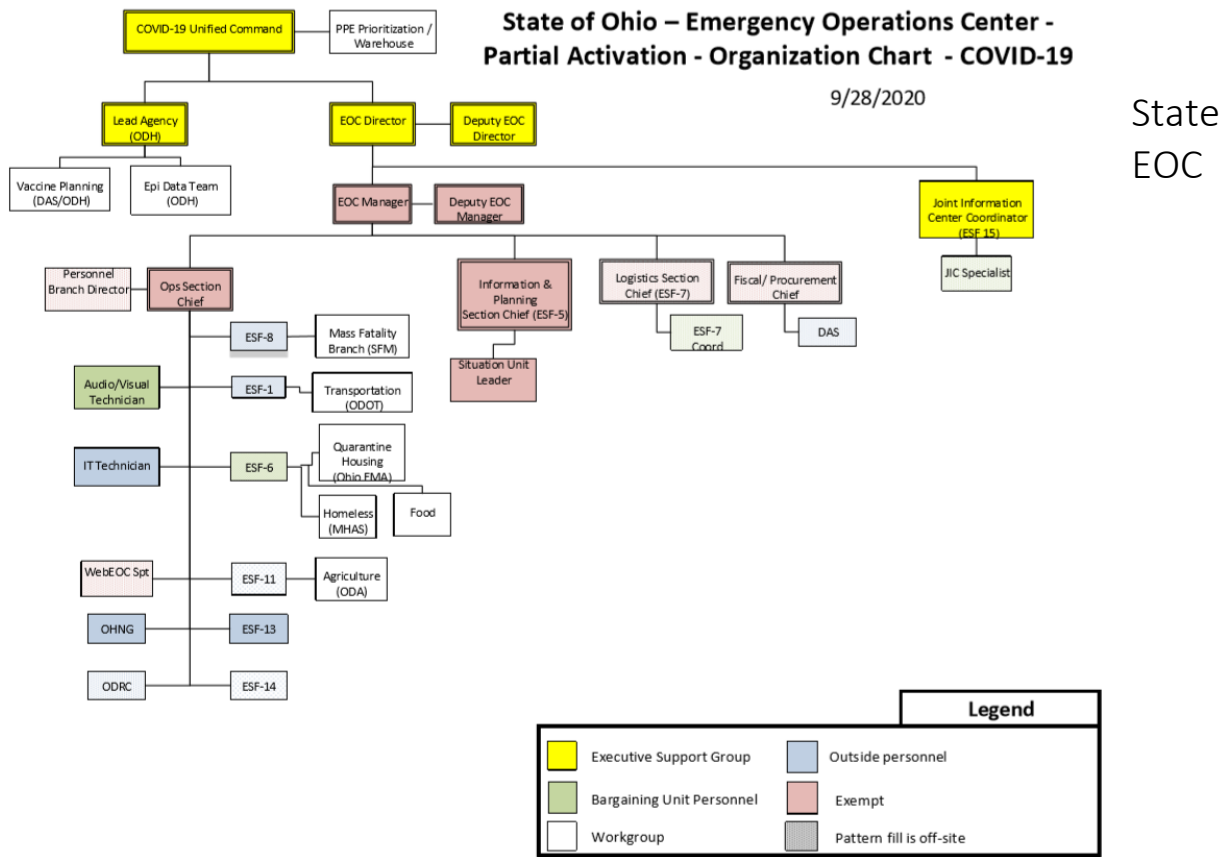 State of Ohio – Emergency Operations Center -
Partial Activation - Organization Chart - COVID-19
9/28/2020
State
EOC
COVID-19 Unified Command
PPE Prioritization /
Warehouse
Lead Agency
(ODH)
EOC Director
Deputy EOC
Director
Vaccine Planning
(DAS/ODH)
Epi Data Team
(ODH)
EOC Manager
Deputy EOC
Manager
Joint Information
Center Coordinator
(ESF 15)
JIC Specialist
Personnel
Branch Director
Ops Section
Chief
Information &
Planning
Section Chief (ESF-5)
Logistics Section
Chief (ESF-7)
Fiscal/ Procurement
Chief
ESF-7
Coord
DAS
Situation Unit
Leader
ESF-8
Mass Fatality
Branch (SFM)
Audio/Visual
Technician
ESF-1
Transportation
(ODOT)
IT Technician
ESF-6
Quarantine
Housing
(Ohio EMA)
Homeless
(MHAS)
Food
WebEOC Spt
ESF-11
Agriculture
(ODA)
OHNG
ESF-13
ODRC
ESF-14
Legend
Executive Support Group
Outside personnel
Bargaining Unit Personnel
Exempt
Workgroup
Pattern fill is off-site